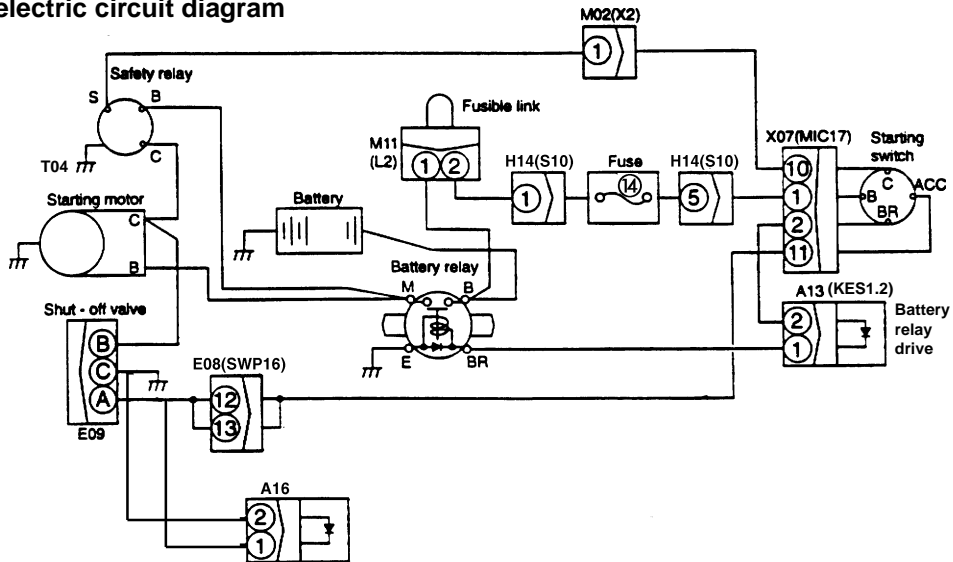 electric circuit diagram
M02(X2)
1
Safety relay
S B
Fusible link
M11
(L2)
1 2
X07(MIC17)
Starting
switch
T04
C
H14(S10)
Fuse
H14(S10)
10
C
ACC
1
14
5
1
B
BR
Starting motor
C
Battery
2
11
B
Battery relay
M B
Shut - off valve
A13 (KES1.2)
Battery
relay
drive
B
2
E BR
1
C
E08(SWP16)
A
12
13
E09
A16
2
1